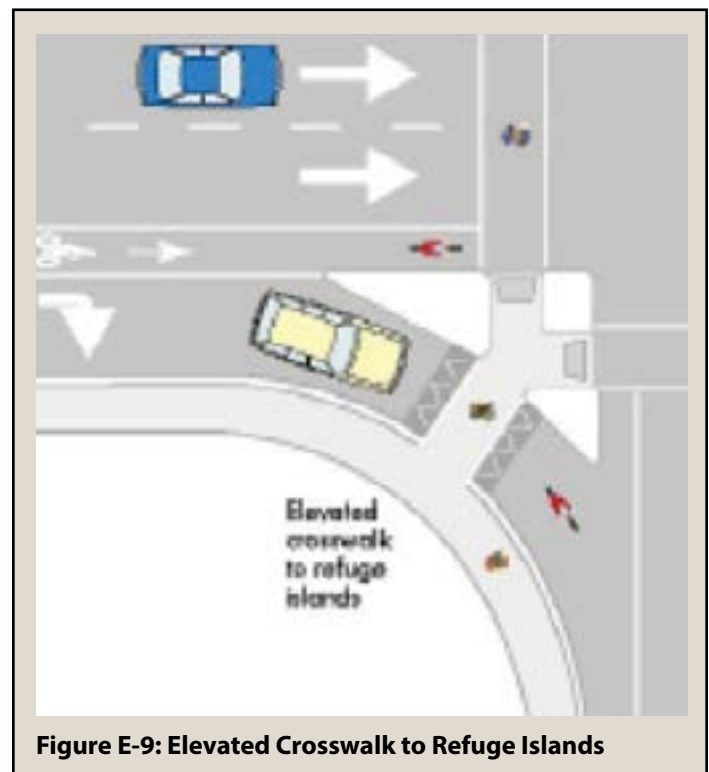 Elevated
crosswalk
to refuge
islands
Figure E-9: Elevated Crosswalk to Refuge Islands